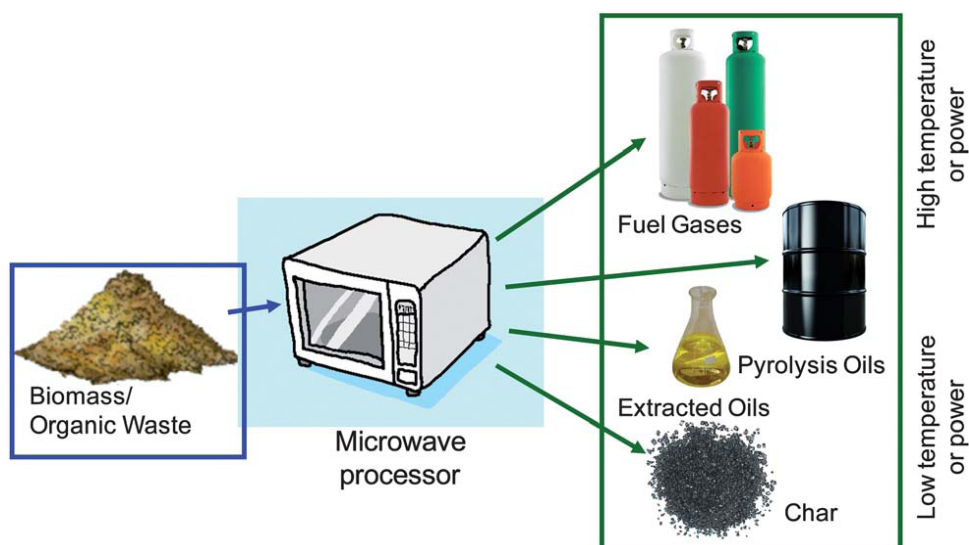 Biomass/
Organic Waste
Microwave
processor
Fuel Gases
Pyrolysis Oils
Extracted Oils
Char
High temperature
or power
Low temperature
or power